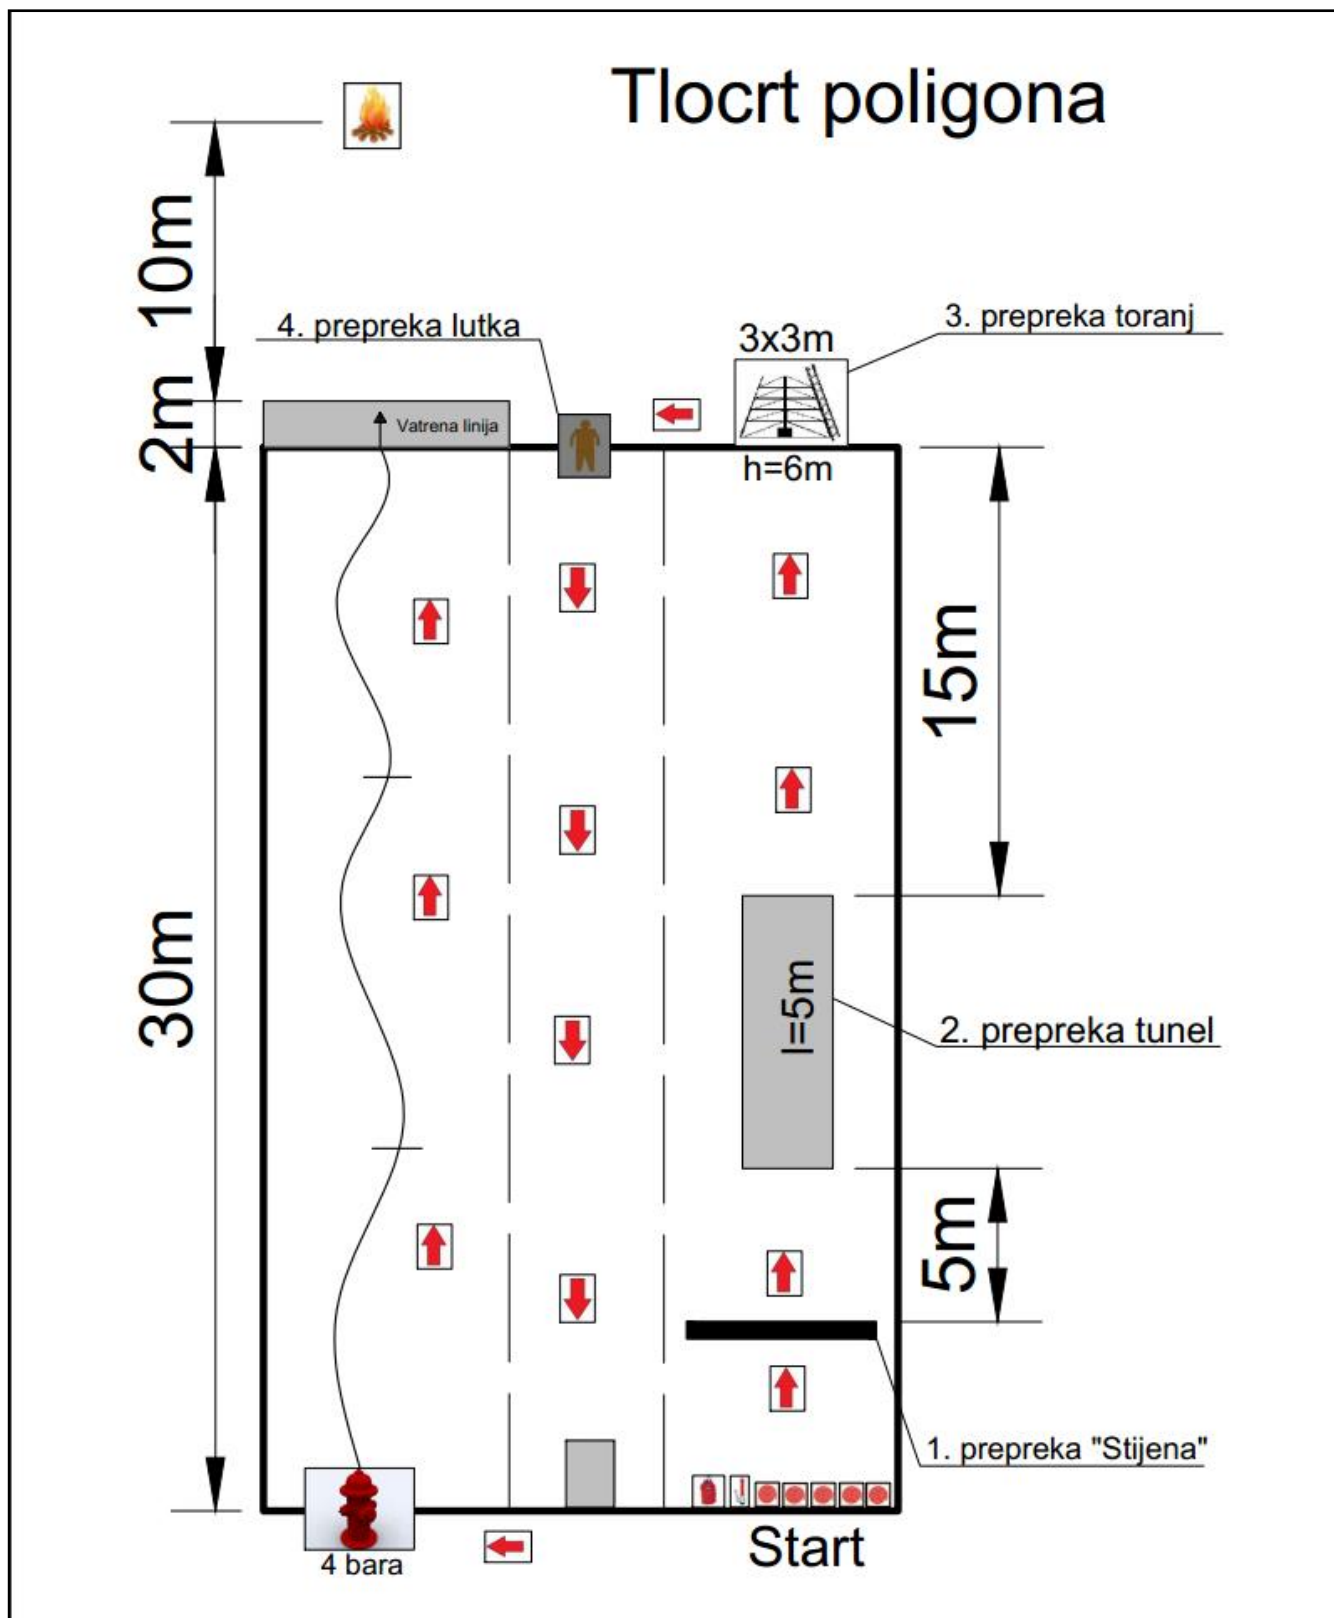 Tlocrt poligona
10m
4. prepreka lutka
3x3m
3. prepreka toranj
2m
Vatrena linija
h=6m
15m
30m
l=5m
2. prepreka tunel
5m
1. prepreka "Stijena"
4 bara
Start